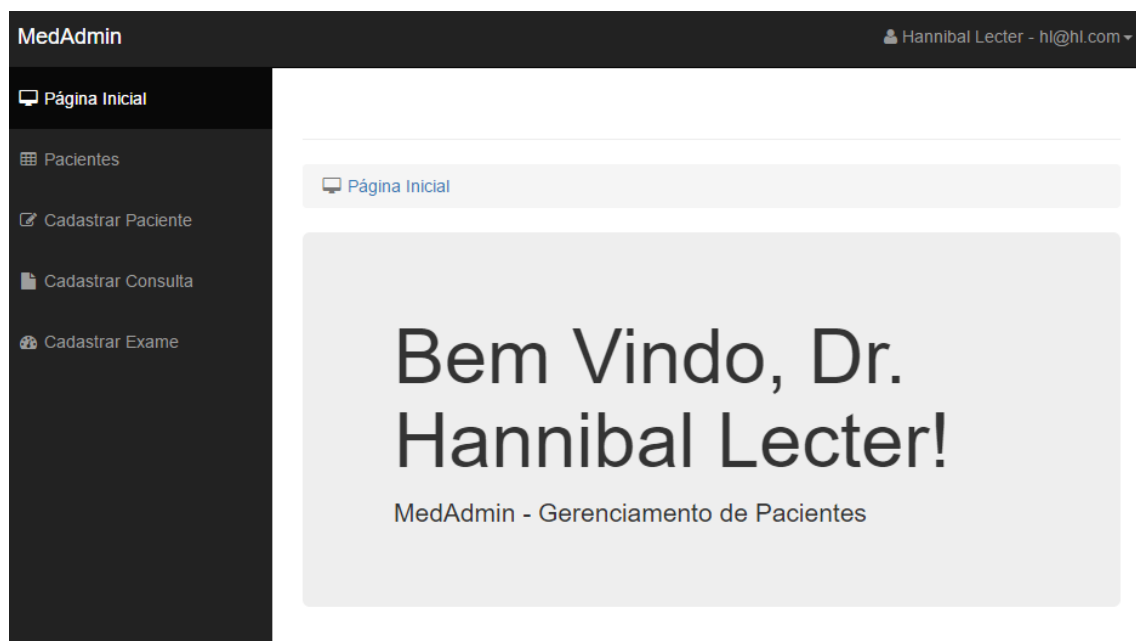 MedAdmin
Hannibal Lecter - hl@hl.com
Página Inicial
Pacientes
Cadastrar Paciente
Cadastrar Consulta
Cadastrar Exame
Página Inicial
Bem Vindo, Dr.
Hannibal Lecter!
MedAdmin - Gerenciamento de Pacientes